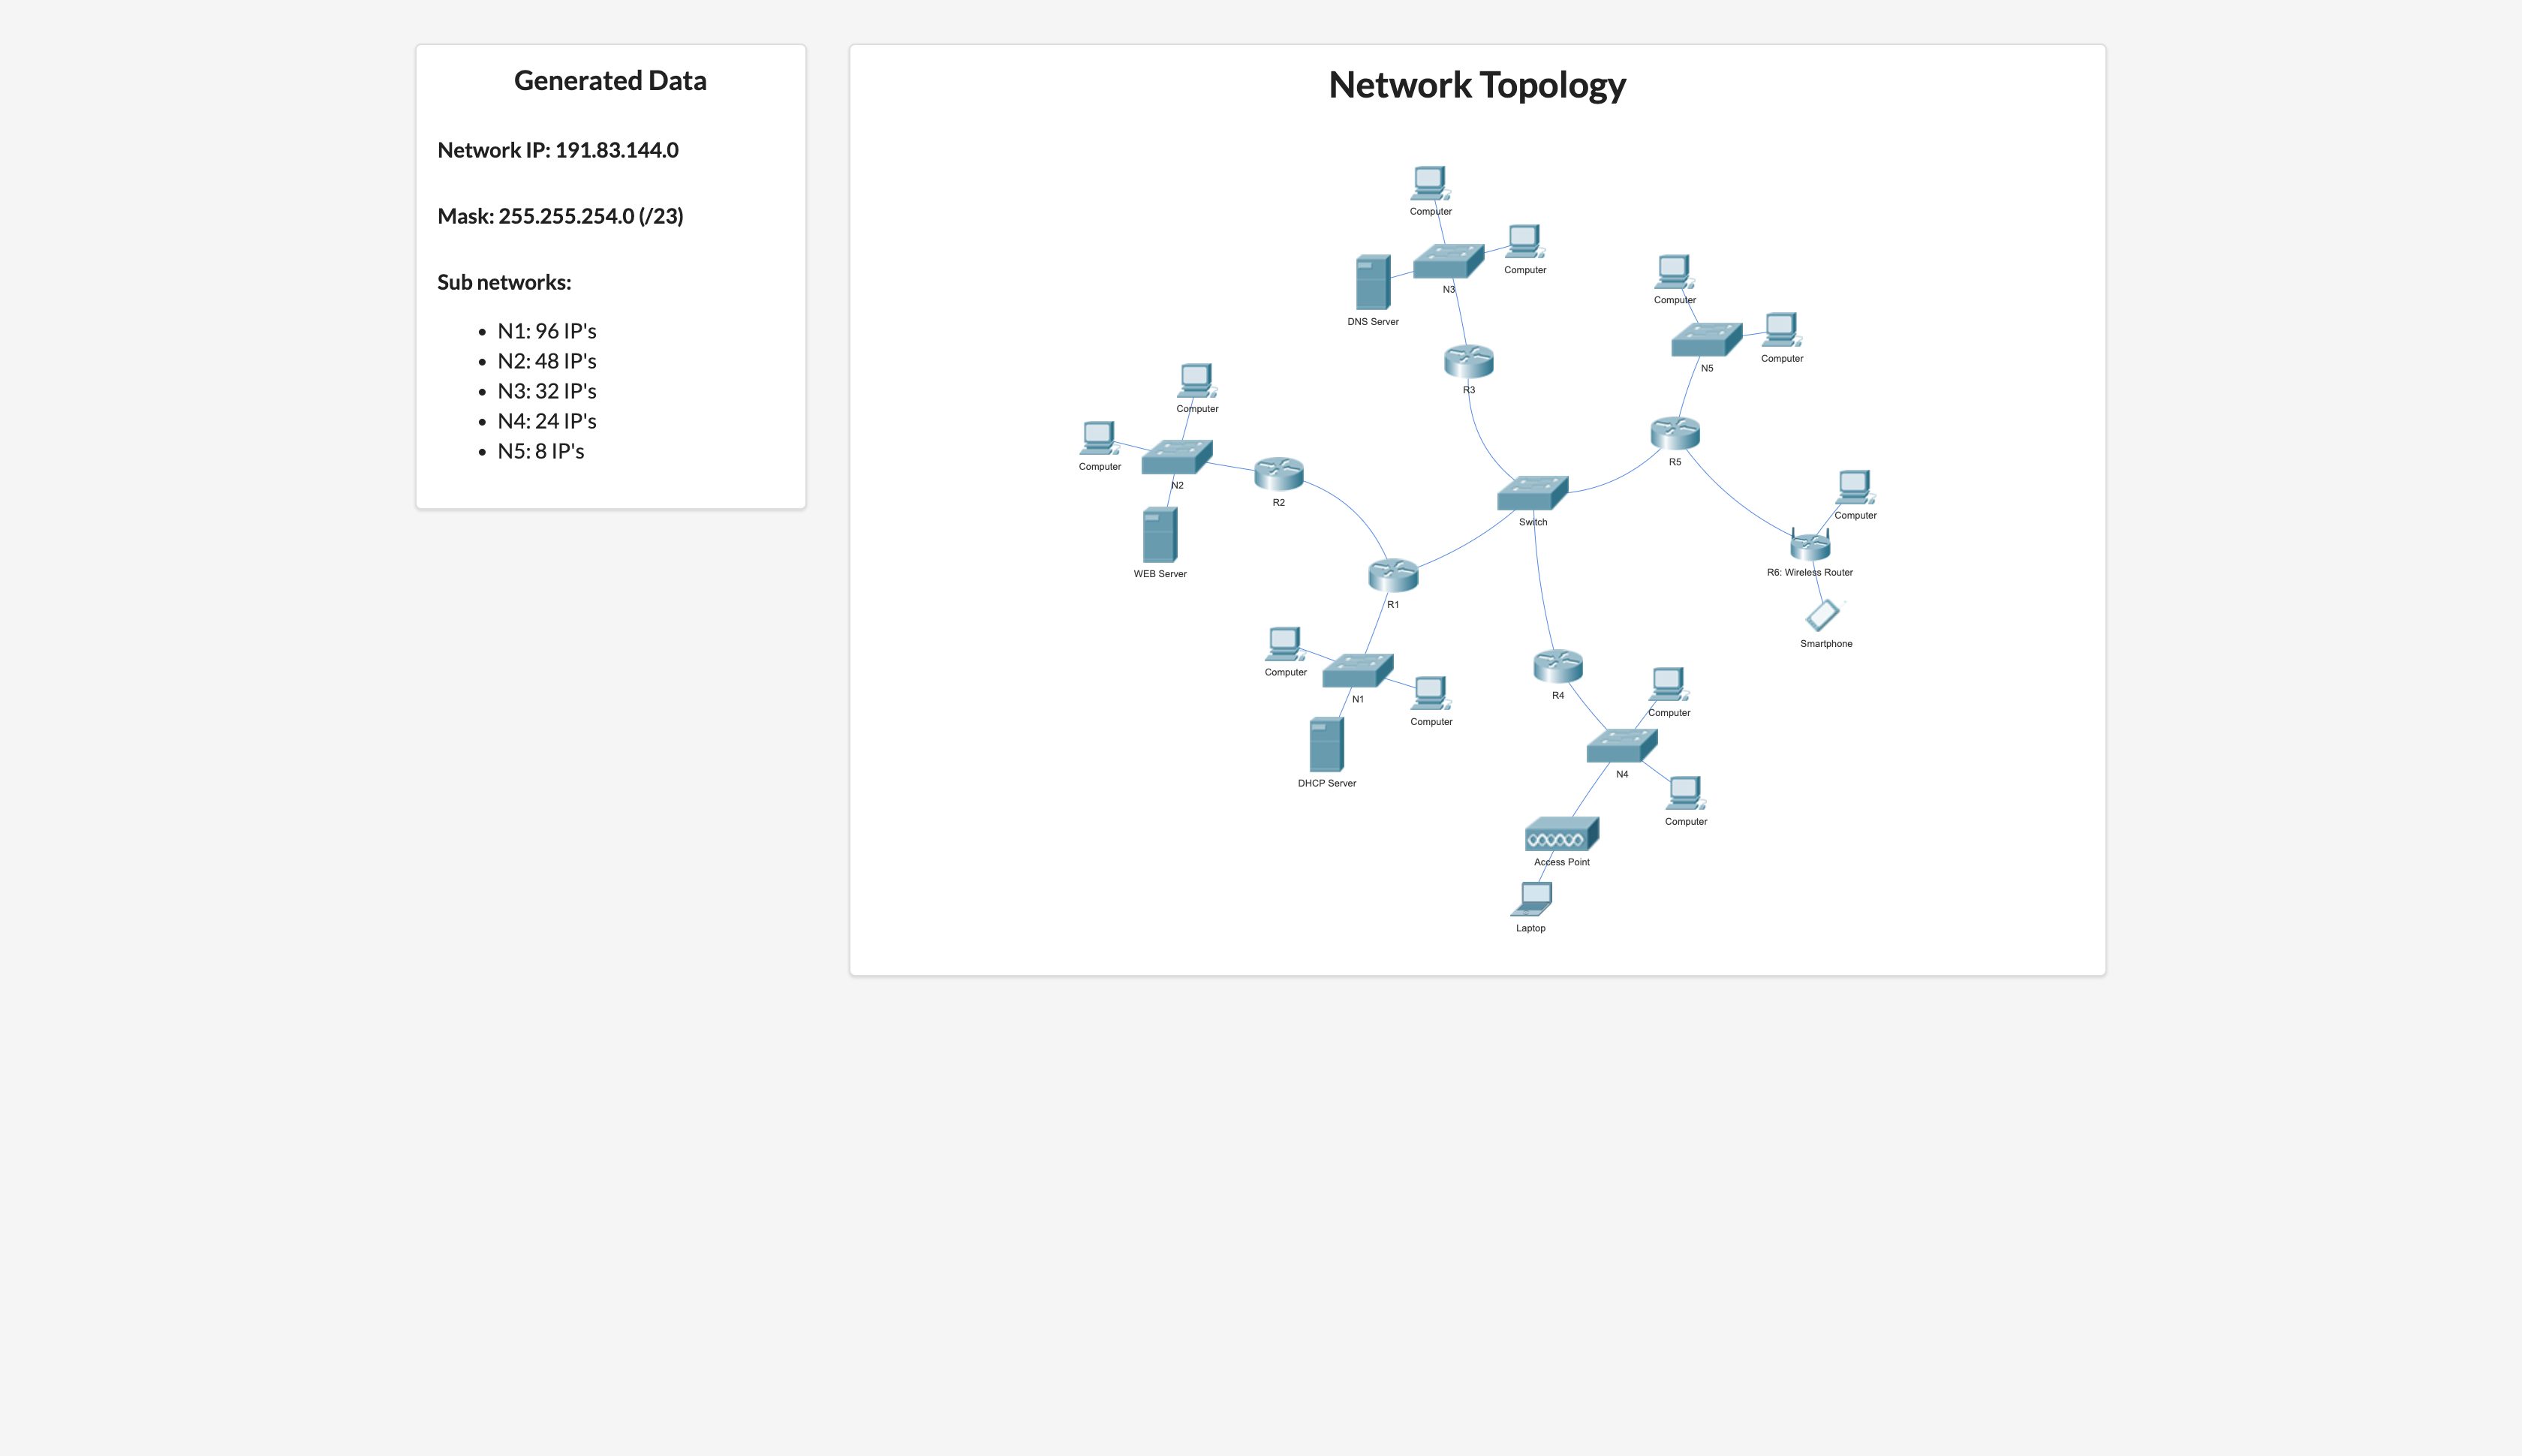 Generated Data
Network IP: 191.83.144.0
Mask: 255.255.254.0 (/23)
Sub networks:
• N1: 96 IP's
• N2: 48 IP's
• N3: 32 IP's
• N4: 24 IP's
• N5: 8 IP's
Network Topology
Computer
Computer
N3
DNS Server
Computer
Computer
N5
R3
Computer
Computer
N2
R2
WEB Server
R5
Switch
Computer
R6: Wireless Router
Smartphone
R1
Computer
N1
Computer
DHCP Server
R4
Computer
N4
Computer
Access Point
Laptop